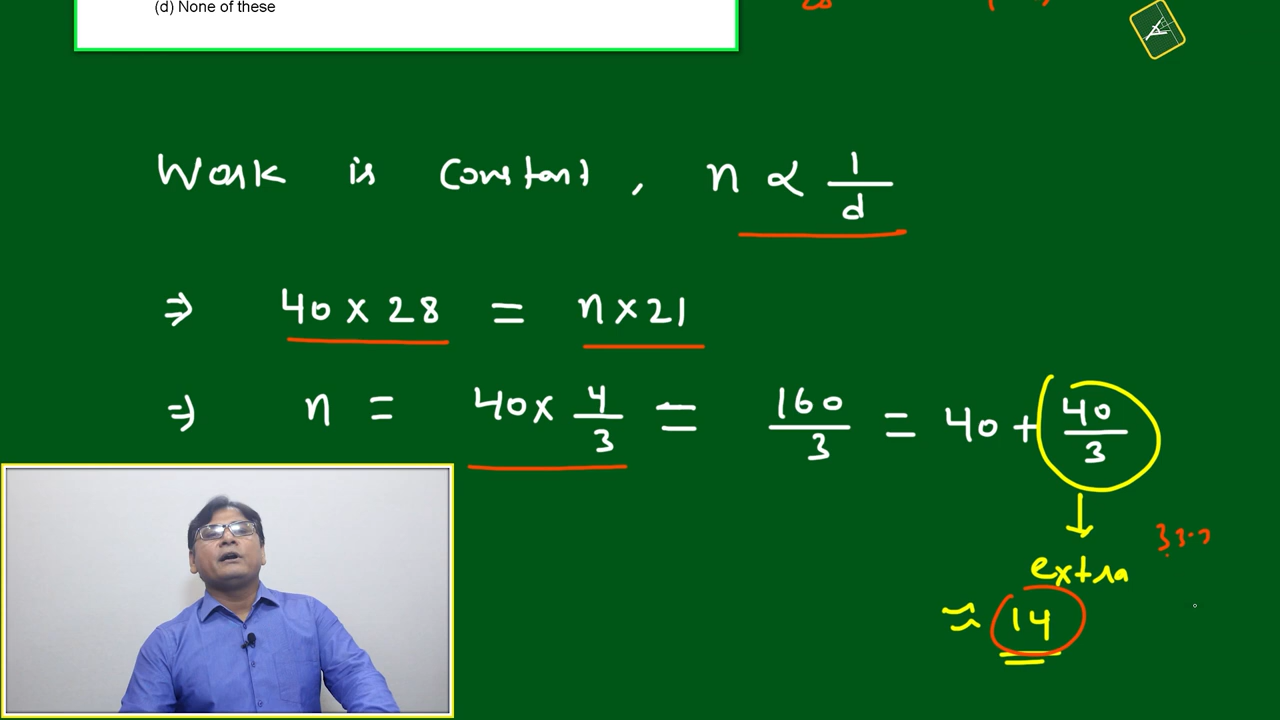 (d) None of these
Work is constant, n ∝ 1/d
⇒ 40 × 28 = n × 21
⇒ n = 40 × 4/3 = 160/3 = 40 + 40/3
↓
extra
≈ 14